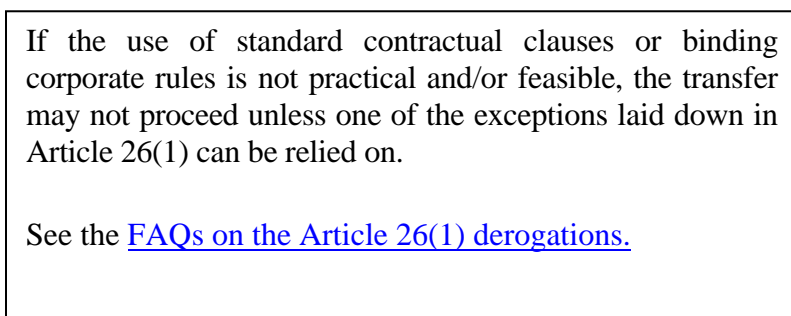 If the use of standard contractual clauses or binding
corporate rules is not practical and/or feasible, the transfer
may not proceed unless one of the exceptions laid down in
Article 26(1) can be relied on.
See the FAQs on the Article 26(1) derogations.